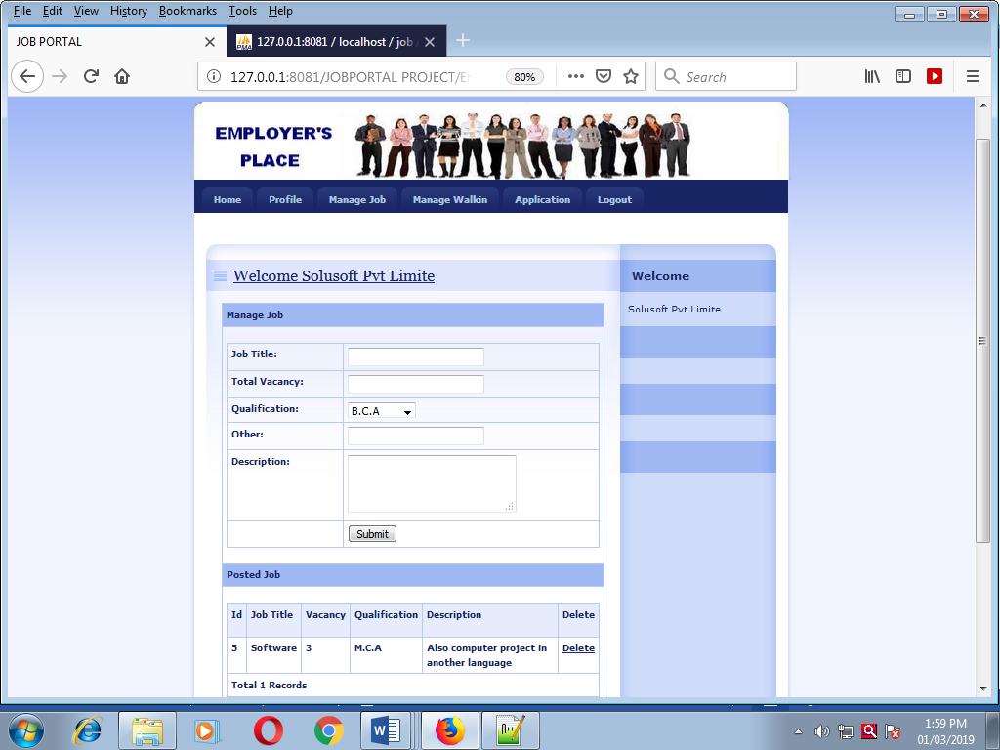 File Edit View History Bookmarks Tools Help
JOB PORTAL
127.0.0.1:8081 / localhost / job
127.0.0.1:8081/JOBPORTAL PROJECT/E
80%
Search
EMPLOYER'S
PLACE
Home Profile Manage Job Manage Walkin Application Logout
Welcome Solusoft Pvt Limite
Welcome
Solusoft Pvt Limite
Manage Job
Job Title:
Total Vacancy:
Qualification: B.C.A
Other:
Description:
Submit
Posted Job
Id Job Title Vacancy Qualification Description Delete
5 Software 3 M.C.A Also computer project in Delete
another language
Total 1 Records
1:59 PM
01/03/2019